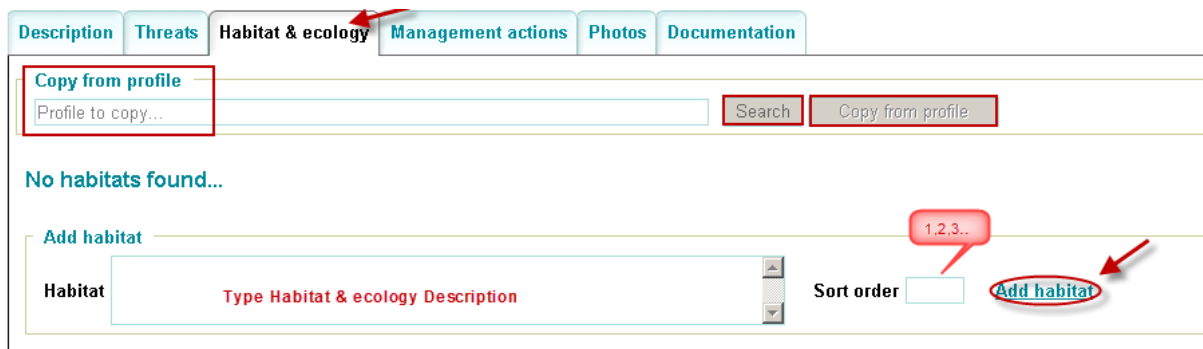 Description Threats Habitat & ecology Management actions Photos Documentation
Copy from profile
Profile to copy... Search Copy from profile
No habitats found...
1,2,3..
Add habitat
Habitat Type Habitat & ecology Description Sort order Add habitat